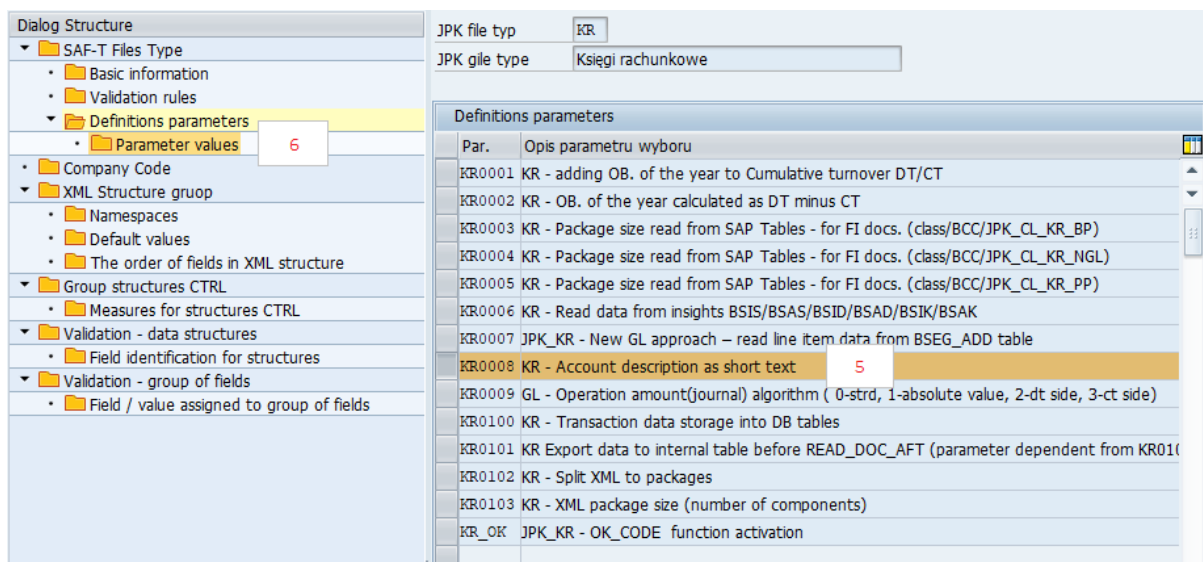 Dialog Structure
SAF-T Files Type
Basic information
Validation rules
Definitions parameters
Parameter values
6
Company Code
XML Structure gruop
Namespaces
Default values
The order of fields in XML structure
Group structures CTRL
Measures for structures CTRL
Validation - data structures
Field identification for structures
Validation - group of fields
Field / value assigned to group of fields
JPK file typ KR
JPK gile type Księgi rachunkowe
Definitions parameters
Par. Opis parametru wyboru
KR0001 KR - adding OB. of the year to Cumulative turnover DT/CT
KR0002 KR - OB. of the year calculated as DT minus CT
KR0003 KR - Package size read from SAP Tables - for FI docs. (class/BCC/JPK_CL_KR_BP)
KR0004 KR - Package size read from SAP Tables - for FI docs. (class/BCC/JPK_CL_KR_NGL)
KR0005 KR - Package size read from SAP Tables - for FI docs. (class/BCC/JPK_CL_KR_PP)
KR0006 KR - Read data from insights BSIS/BSAS/BSID/BSAD/BSIK/BSAK
KR0007 JPK_KR - New GL approach – read line item data from BSEG_ADD table
KR0008 KR - Account description as short text 5
KR0009 GL - Operation amount(journal) algorithm ( 0-strd, 1-absolute value, 2-dt side, 3-ct side)
KR0100 KR - Transaction data storage into DB tables
KR0101 KR Export data to internal table before READ_DOC_AFT (parameter dependent from KR010
KR0102 KR - Split XML to packages
KR0103 KR - XML package size (number of components)
KR_OK JPK_KR - OK_CODE function activation